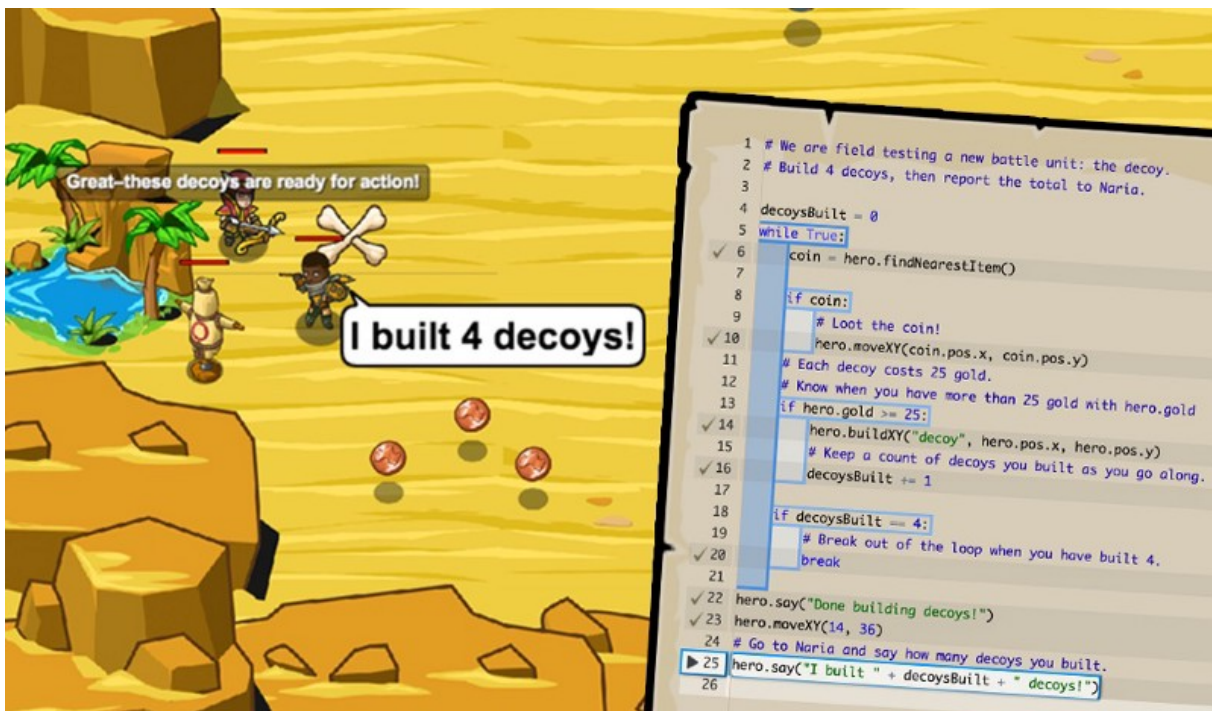 Great–these decoys are ready for action!
I built 4 decoys!
1 # We are field testing a new battle unit: the decoy.
2 # Build 4 decoys, then report the total to Naria.
3
4 decoysBuilt = 0
5 while True:
6 coin = hero.findNearestItem()
7
8 if coin:
9 # Loot the coin!
10 hero.moveXY(coin.pos.x, coin.pos.y)
11 # Each decoy costs 25 gold.
12 # Know when you have more than 25 gold with hero.gold
13 if hero.gold >= 25:
14 hero.buildXY("decoy", hero.pos.x, hero.pos.y)
15 # Keep a count of decoys you built as you go along.
16 decoysBuilt += 1
17
18 if decoysBuilt == 4:
19 # Break out of the loop when you have built 4.
20 break
21
22 hero.say("Done building decoys!")
23 hero.moveXY(14, 36)
24 # Go to Naria and say how many decoys you built.
25 hero.say("I built " + decoysBuilt + " decoys!")
26